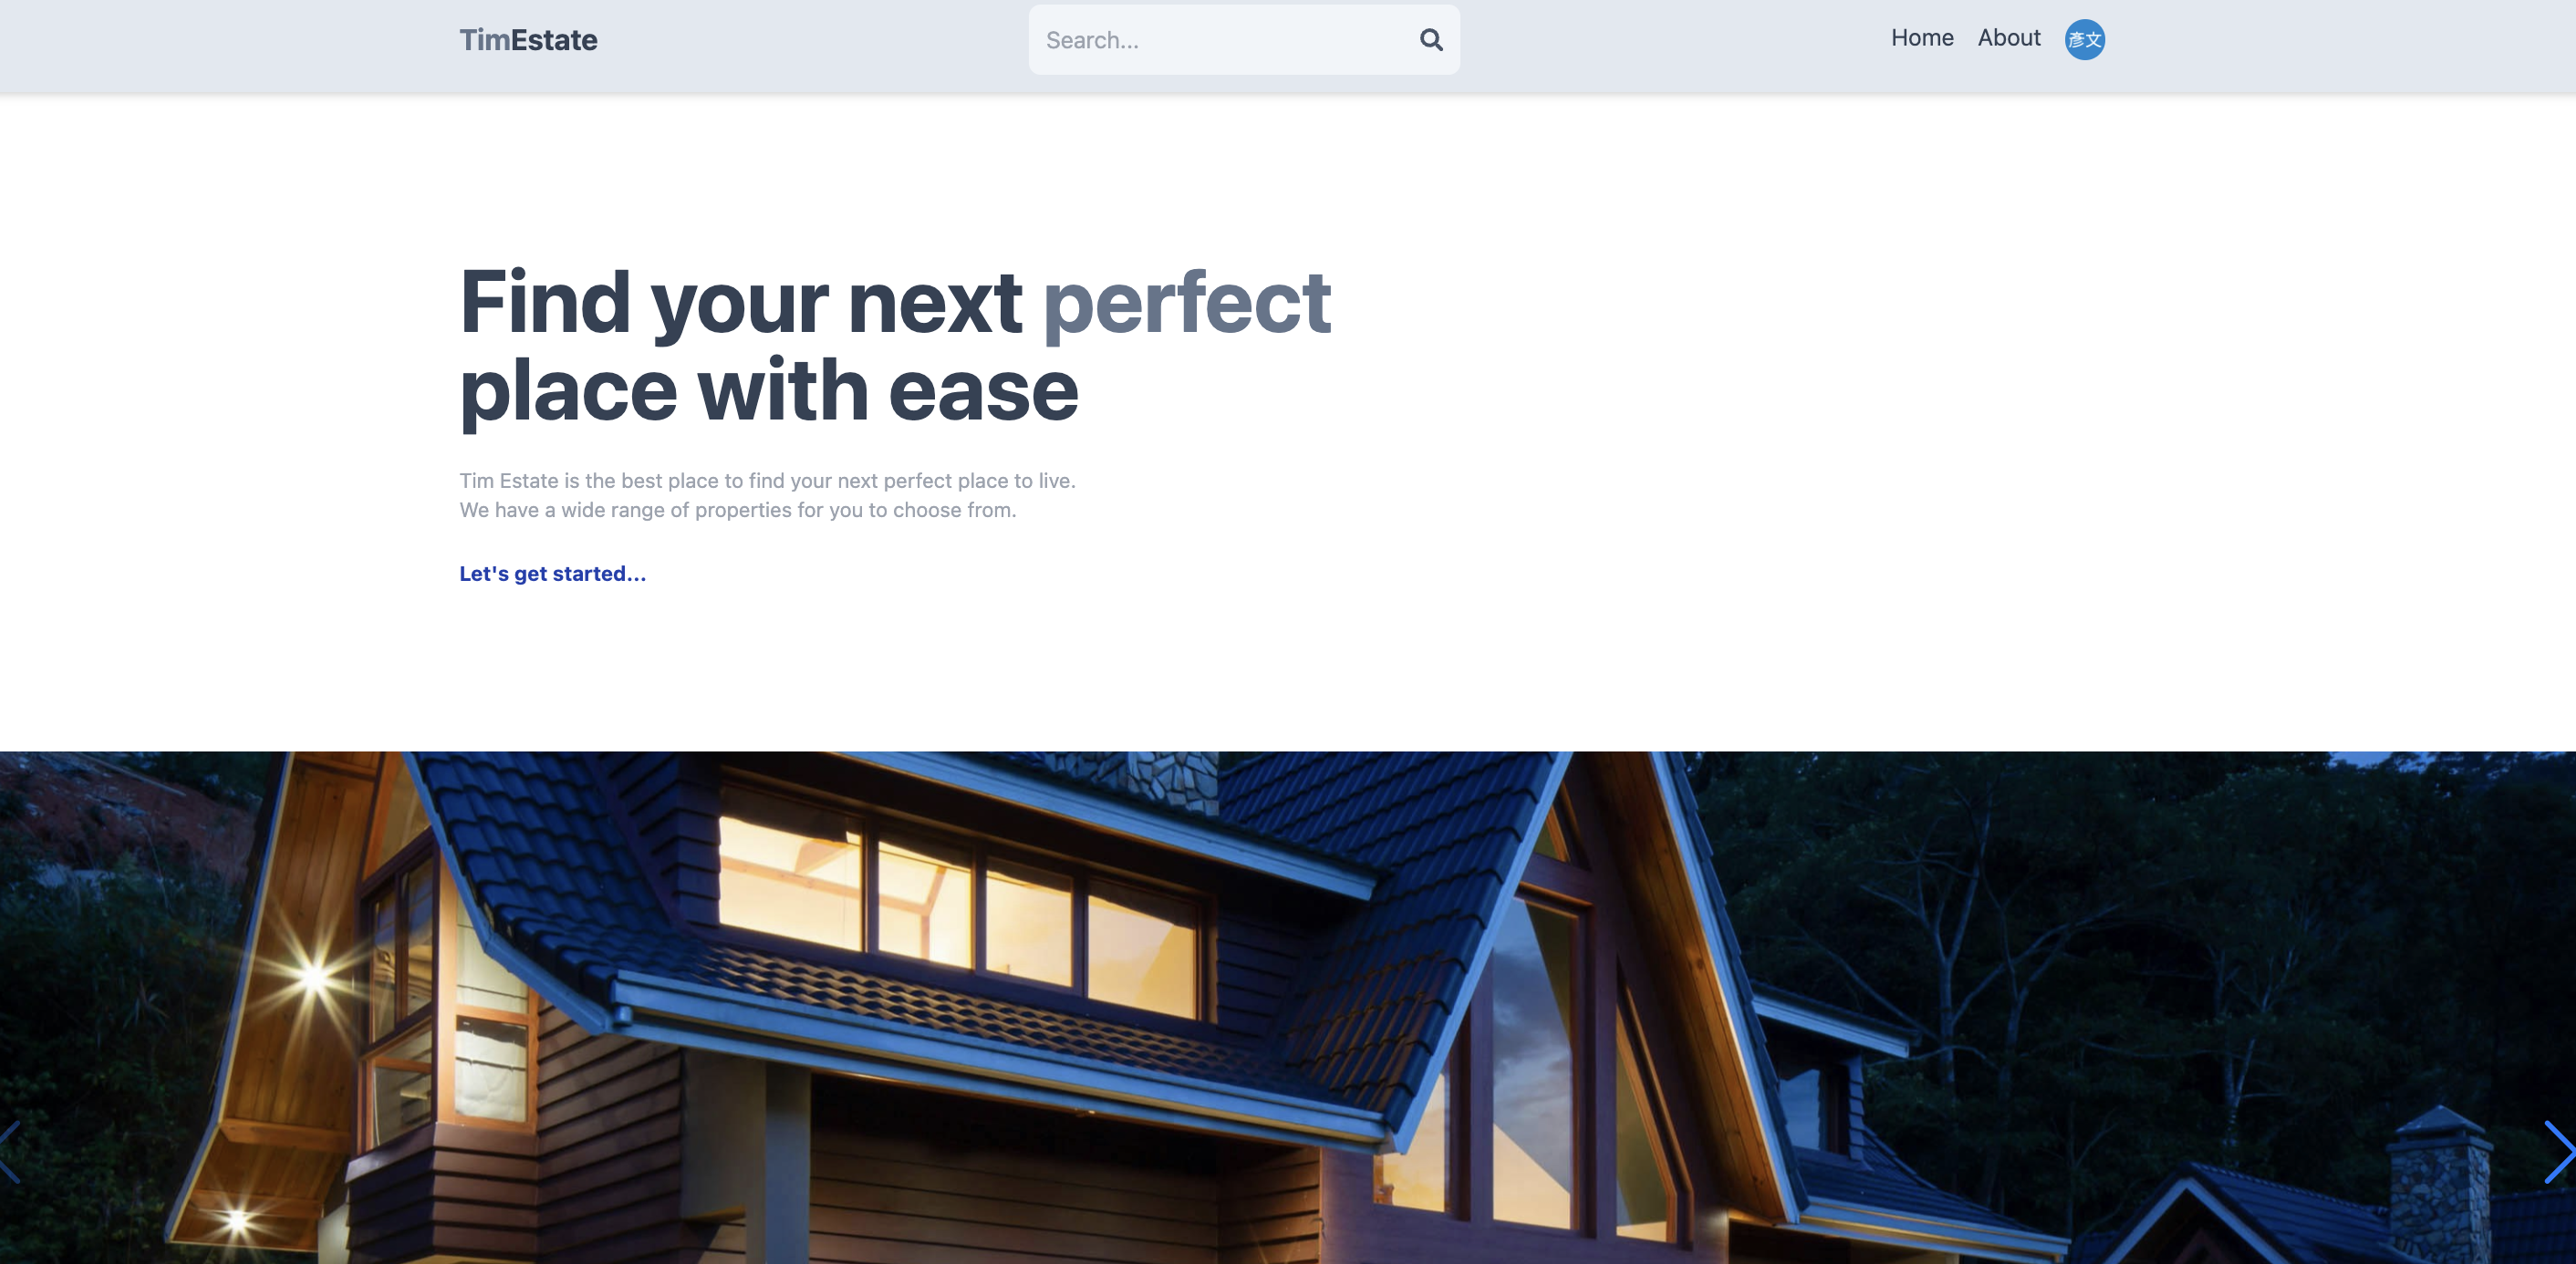 TimEstate
Search...
Home
About
彥文
Find your next perfect
place with ease
Tim Estate is the best place to find your next perfect place to live.
We have a wide range of properties for you to choose from.
Let's get started...